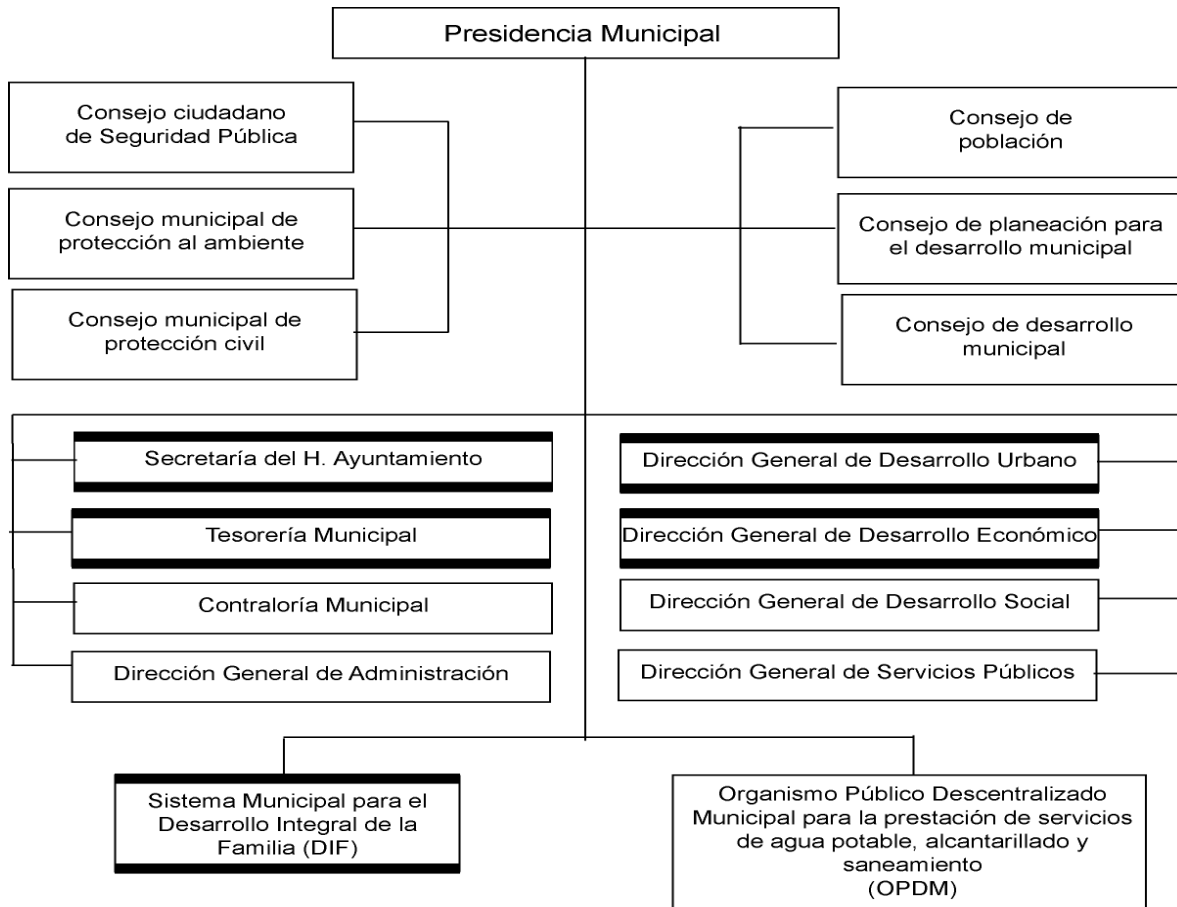 Presidencia Municipal
Consejo ciudadano
de Seguridad Pública
Consejo de
población
Consejo municipal de
protección al ambiente
Consejo de planeación para
el desarrollo municipal
Consejo municipal de
protección civil
Consejo de desarrollo
municipal
Secretaría del H. Ayuntamiento
Dirección General de Desarrollo Urbano
Tesorería Municipal
Dirección General de Desarrollo Económico
Contraloría Municipal
Dirección General de Desarrollo Social
Dirección General de Administración
Dirección General de Servicios Públicos
Sistema Municipal para el
Desarrollo Integral de la
Familia (DIF)
Organismo Público Descentralizado
Municipal para la prestación de servicios
de agua potable, alcantarillado y
saneamiento
(OPDM)